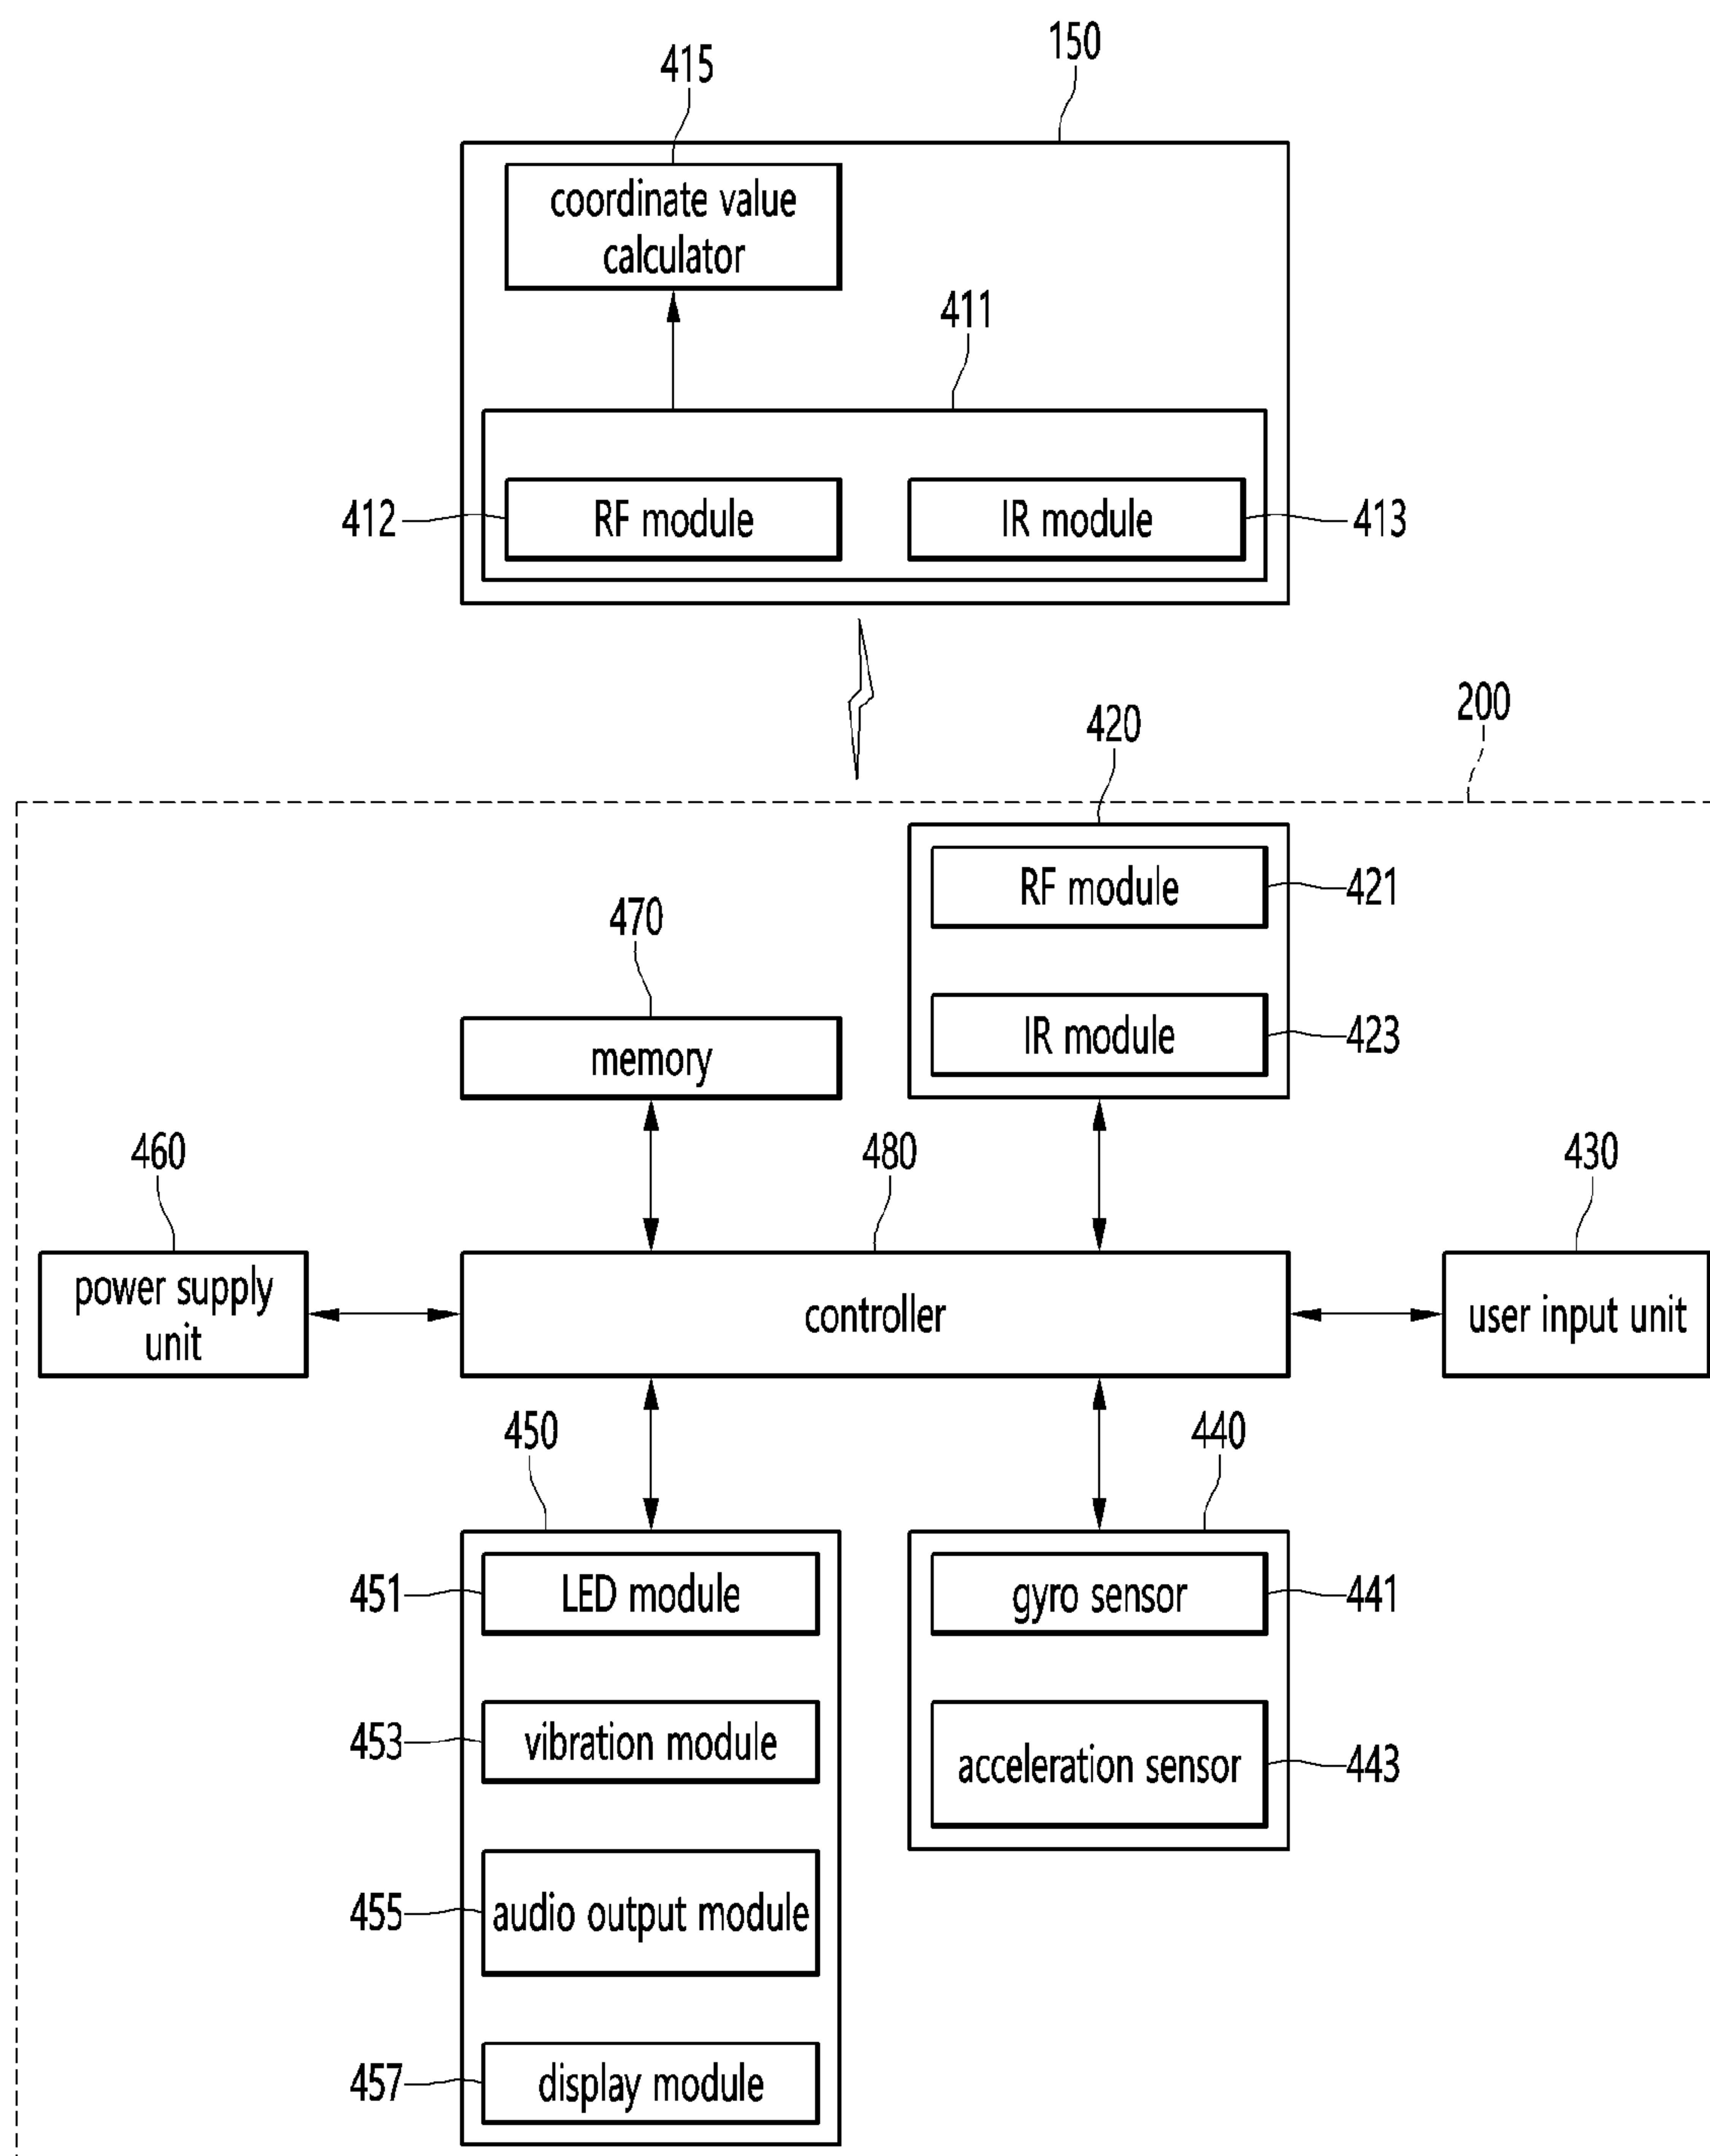 150
415
coordinate value
calculator
411
412
RF module
IR module
413
200
420
RF module
421
470
IR module
423
memory
460
480
430
power supply
unit
controller
user input unit
450
440
451
LED module
gyro sensor
441
453
vibration module
acceleration sensor
443
455
audio output module
457
display module